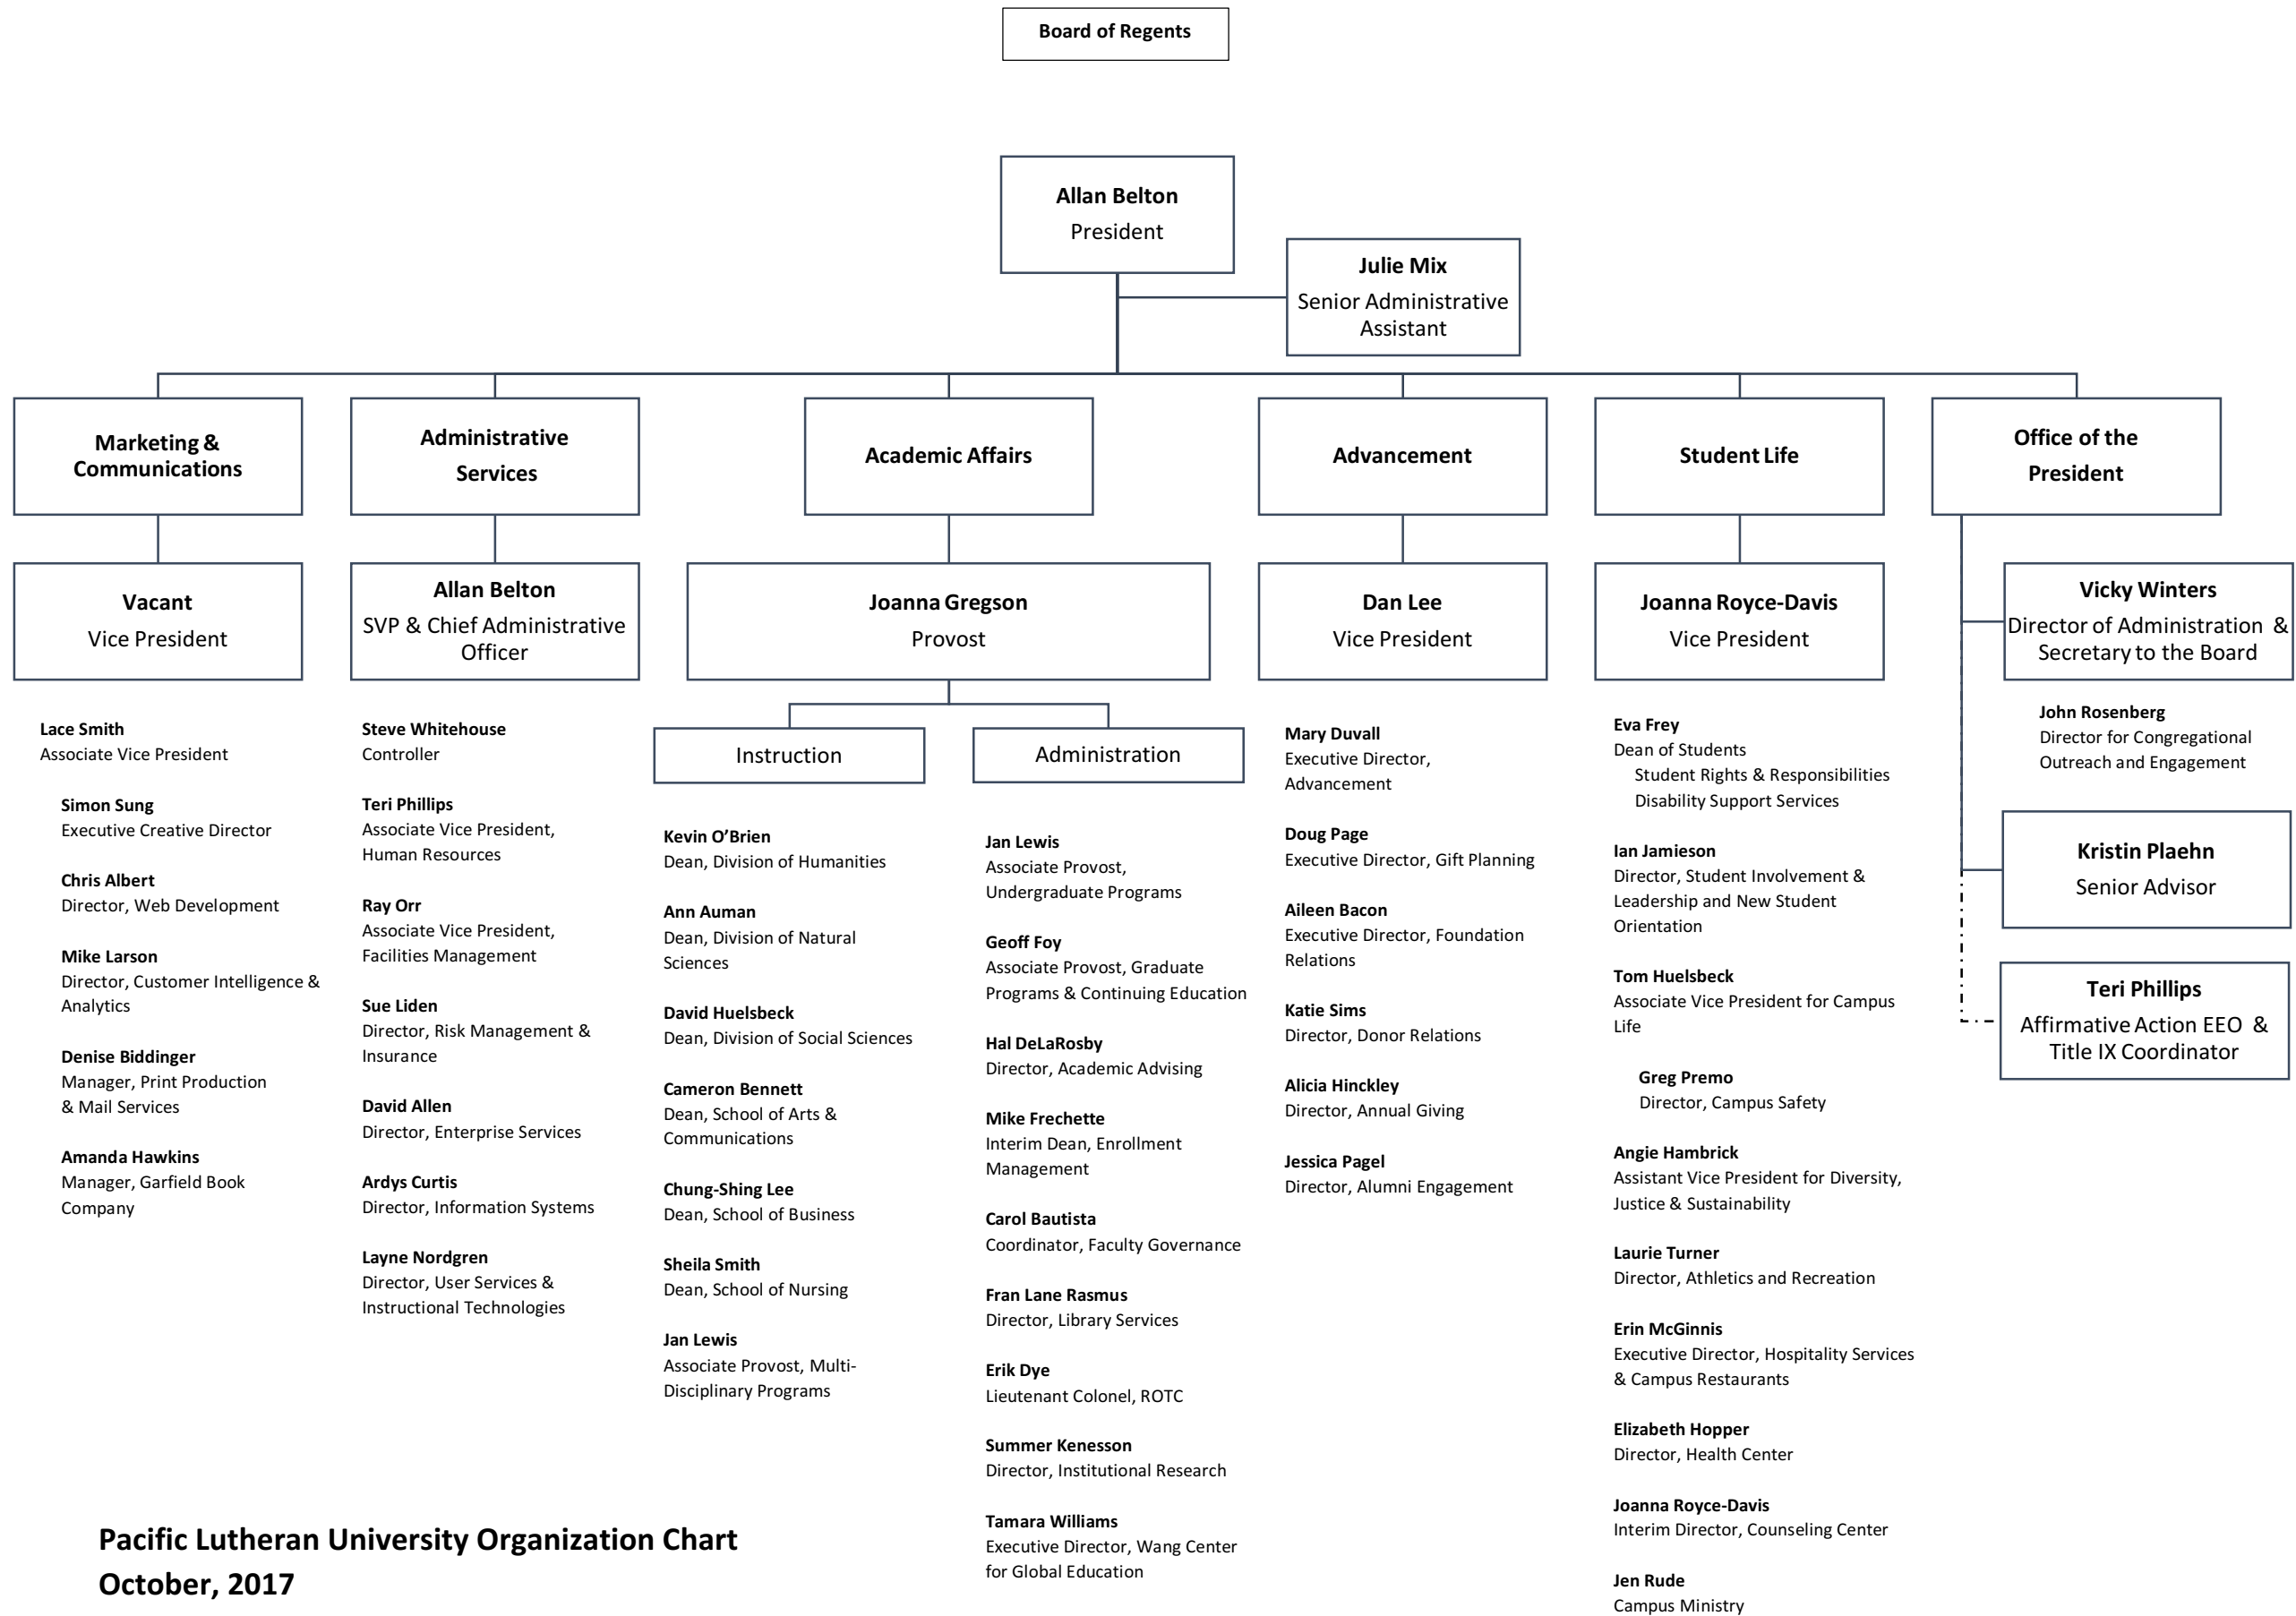 Board of Regents
Allan Belton
President
Julie Mix
Senior Administrative
Assistant
Marketing &
Communications
Administrative
Services
Academic Affairs
Advancement
Student Life
Office of the
President
Vacant
Vice President
Allan Belton
SVP & Chief Administrative
Officer
Joanna Gregson
Provost
Dan Lee
Vice President
Joanna Royce-Davis
Vice President
Vicky Winters
Director of Administration &
Secretary to the Board
Lace Smith
Associate Vice President
Simon Sung
Executive Creative Director
Chris Albert
Director, Web Development
Mike Larson
Director, Customer Intelligence &
Analytics
Denise Biddinger
Manager, Print Production
& Mail Services
Amanda Hawkins
Manager, Garfield Book
Company
Steve Whitehouse
Controller
Teri Phillips
Associate Vice President,
Human Resources
Ray Orr
Associate Vice President,
Facilities Management
Sue Liden
Director, Risk Management &
Insurance
David Allen
Director, Enterprise Services
Ardys Curtis
Director, Information Systems
Layne Nordgren
Director, User Services &
Instructional Technologies
Instruction
Kevin O’Brien
Dean, Division of Humanities
Ann Auman
Dean, Division of Natural
Sciences
David Huelsbeck
Dean, Division of Social Sciences
Cameron Bennett
Dean, School of Arts &
Communications
Chung-Shing Lee
Dean, School of Business
Sheila Smith
Dean, School of Nursing
Jan Lewis
Associate Provost, Multi-
Disciplinary Programs
Administration
Jan Lewis
Associate Provost,
Undergraduate Programs
Geoff Foy
Associate Provost, Graduate
Programs & Continuing Education
Hal DeLaRosby
Director, Academic Advising
Mike Frechette
Interim Dean, Enrollment
Management
Carol Bautista
Coordinator, Faculty Governance
Fran Lane Rasmus
Director, Library Services
Erik Dye
Lieutenant Colonel, ROTC
Summer Kenesson
Director, Institutional Research
Tamara Williams
Executive Director, Wang Center
for Global Education
Mary Duvall
Executive Director,
Advancement
Doug Page
Executive Director, Gift Planning
Aileen Bacon
Executive Director, Foundation
Relations
Katie Sims
Director, Donor Relations
Alicia Hinckley
Director, Annual Giving
Jessica Pagel
Director, Alumni Engagement
Eva Frey
Dean of Students
Student Rights & Responsibilities
Disability Support Services
Ian Jamieson
Director, Student Involvement &
Leadership and New Student
Orientation
Tom Huelsbeck
Associate Vice President for Campus
Life
Greg Premo
Director, Campus Safety
Angie Hambrick
Assistant Vice President for Diversity,
Justice & Sustainability
Laurie Turner
Director, Athletics and Recreation
Erin McGinnis
Executive Director, Hospitality Services
& Campus Restaurants
Elizabeth Hopper
Director, Health Center
Joanna Royce-Davis
Interim Director, Counseling Center
Jen Rude
Campus Ministry
John Rosenberg
Director for Congregational
Outreach and Engagement
Kristin Plaehn
Senior Advisor
Teri Phillips
Affirmative Action EEO &
Title IX Coordinator
Pacific Lutheran University Organization Chart
October, 2017